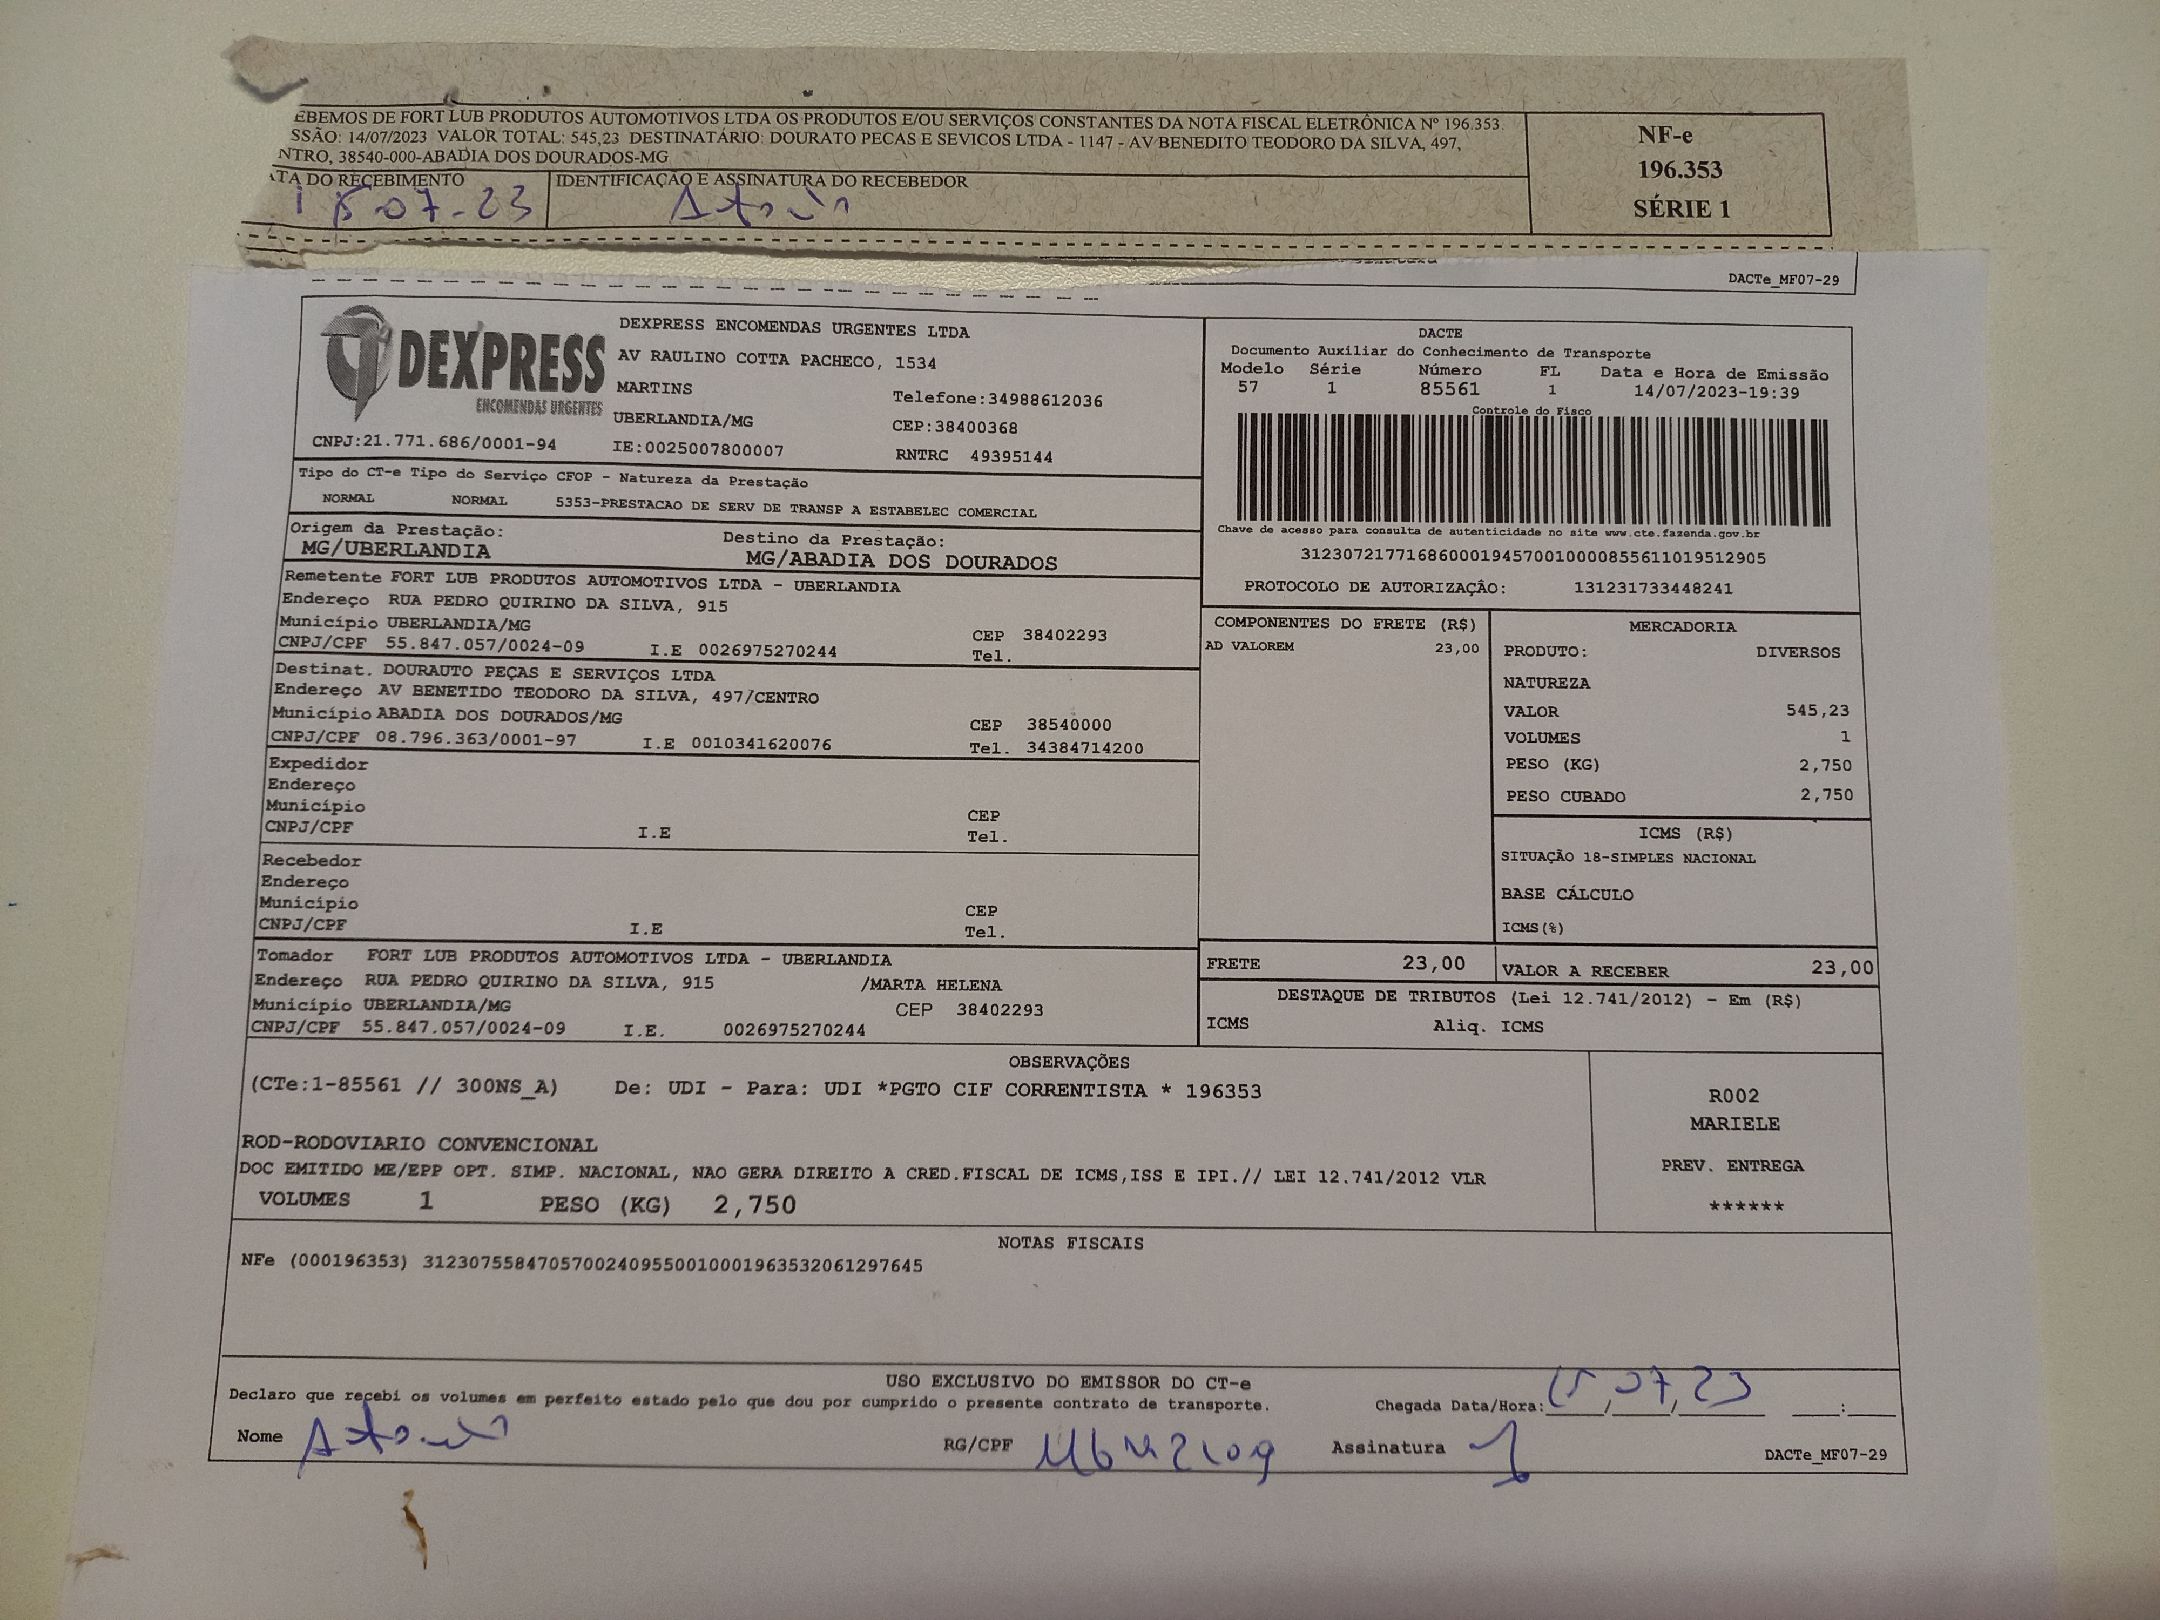 EBEMOS DE FORT LUB PRODUTOS AUTOMOTIVOS LTDA OS PRODUTOS E/OU SERVIÇOS CONSTANTES DA NOTA FISCAL ELETRÔNICA Nº 196.353.
SSÃO: 14/07/2023 VALOR TOTAL: 545,23 DESTINATÁRIO: DOURATO PECAS E SEVICOS LTDA - 1147 - AV BENEDITO TEODORO DA SILVA, 497,
NTRO, 38540-000-ABADIA DOS DOURADOS-MG
ATA DO RECEBIMENTO IDENTIFICAÇÃO E ASSINATURA DO RECEBEDOR
15-07-23
NF-e
196.353
SÉRIE 1
DACTe_MF07-29
DEXPRESS
ENCOMENDAS URGENTES
CNPJ:21.771.686/0001-94
DEXPRESS ENCOMENDAS URGENTES LTDA
AV RAULINO COTTA PACHECO, 1534
MARTINS Telefone:34988612036
UBERLANDIA/MG CEP:38400368
IE:0025007800007 RNTRC 49395144
DACTE
Documento Auxiliar do Conhecimento de Transporte
Modelo Série Número FL Data e Hora de Emissão
57 1 85561 1 14/07/2023-19:39
Controle do Fisco
Chave de acesso para consulta de autenticidade no site www.cte.fazenda.gov.br
31230721771686000194570010000855611019512905
PROTOCOLO DE AUTORIZAÇÃO: 131231733448241
Tipo do CT-e Tipo do Serviço CFOP - Natureza da Prestação
NORMAL NORMAL 5353-PRESTACAO DE SERV DE TRANSP A ESTABELEC COMERCIAL
Origem da Prestação: Destino da Prestação:
MG/UBERLANDIA MG/ABADIA DOS DOURADOS
Remetente FORT LUB PRODUTOS AUTOMOTIVOS LTDA - UBERLANDIA
Endereço RUA PEDRO QUIRINO DA SILVA, 915
Município UBERLANDIA/MG CEP 38402293
CNPJ/CPF 55.847.057/0024-09 I.E 0026975270244 Tel.
Destinat. DOURAUTO PEÇAS E SERVIÇOS LTDA
Endereço AV BENETIDO TEODORO DA SILVA, 497/CENTRO
Município ABADIA DOS DOURADOS/MG CEP 38540000
CNPJ/CPF 08.796.363/0001-97 I.E 0010341620076 Tel. 34384714200
Expedidor
Endereço
Município CEP
CNPJ/CPF I.E Tel.
Recebedor
Endereço
Município CEP
CNPJ/CPF I.E Tel.
Tomador FORT LUB PRODUTOS AUTOMOTIVOS LTDA - UBERLANDIA
Endereço RUA PEDRO QUIRINO DA SILVA, 915 /MARTA HELENA
Município UBERLANDIA/MG CEP 38402293
CNPJ/CPF 55.847.057/0024-09 I.E. 0026975270244
COMPONENTES DO FRETE (R$)
AD VALOREM 23,00
MERCADORIA
PRODUTO: DIVERSOS
NATUREZA
VALOR 545,23
VOLUMES 1
PESO (KG) 2,750
PESO CUBADO 2,750
ICMS (R$)
SITUAÇÃO 18-SIMPLES NACIONAL
BASE CÁLCULO
ICMS(%)
FRETE 23,00 VALOR A RECEBER 23,00
DESTAQUE DE TRIBUTOS (Lei 12.741/2012) - Em (R$)
ICMS Aliq. ICMS
OBSERVAÇÕES
(CTe:1-85561 // 300NS_A) De: UDI - Para: UDI *PGTO CIF CORRENTISTA * 196353
ROD-RODOVIARIO CONVENCIONAL
DOC EMITIDO ME/EPP OPT. SIMP. NACIONAL, NAO GERA DIREITO A CRED.FISCAL DE ICMS,ISS E IPI.// LEI 12.741/2012 VLR
VOLUMES 1 PESO (KG) 2,750
R002
MARIELE
PREV. ENTREGA
******
NOTAS FISCAIS
NFe (000196353) 31230755847057002409550010001963532061297645
USO EXCLUSIVO DO EMISSOR DO CT-e
Declaro que recebi os volumes em perfeito estado pelo que dou por cumprido o presente contrato de transporte. Chegada Data/Hora: 15/07/23 :
Nome RG/CPF Assinatura
DACTe_MF07-29